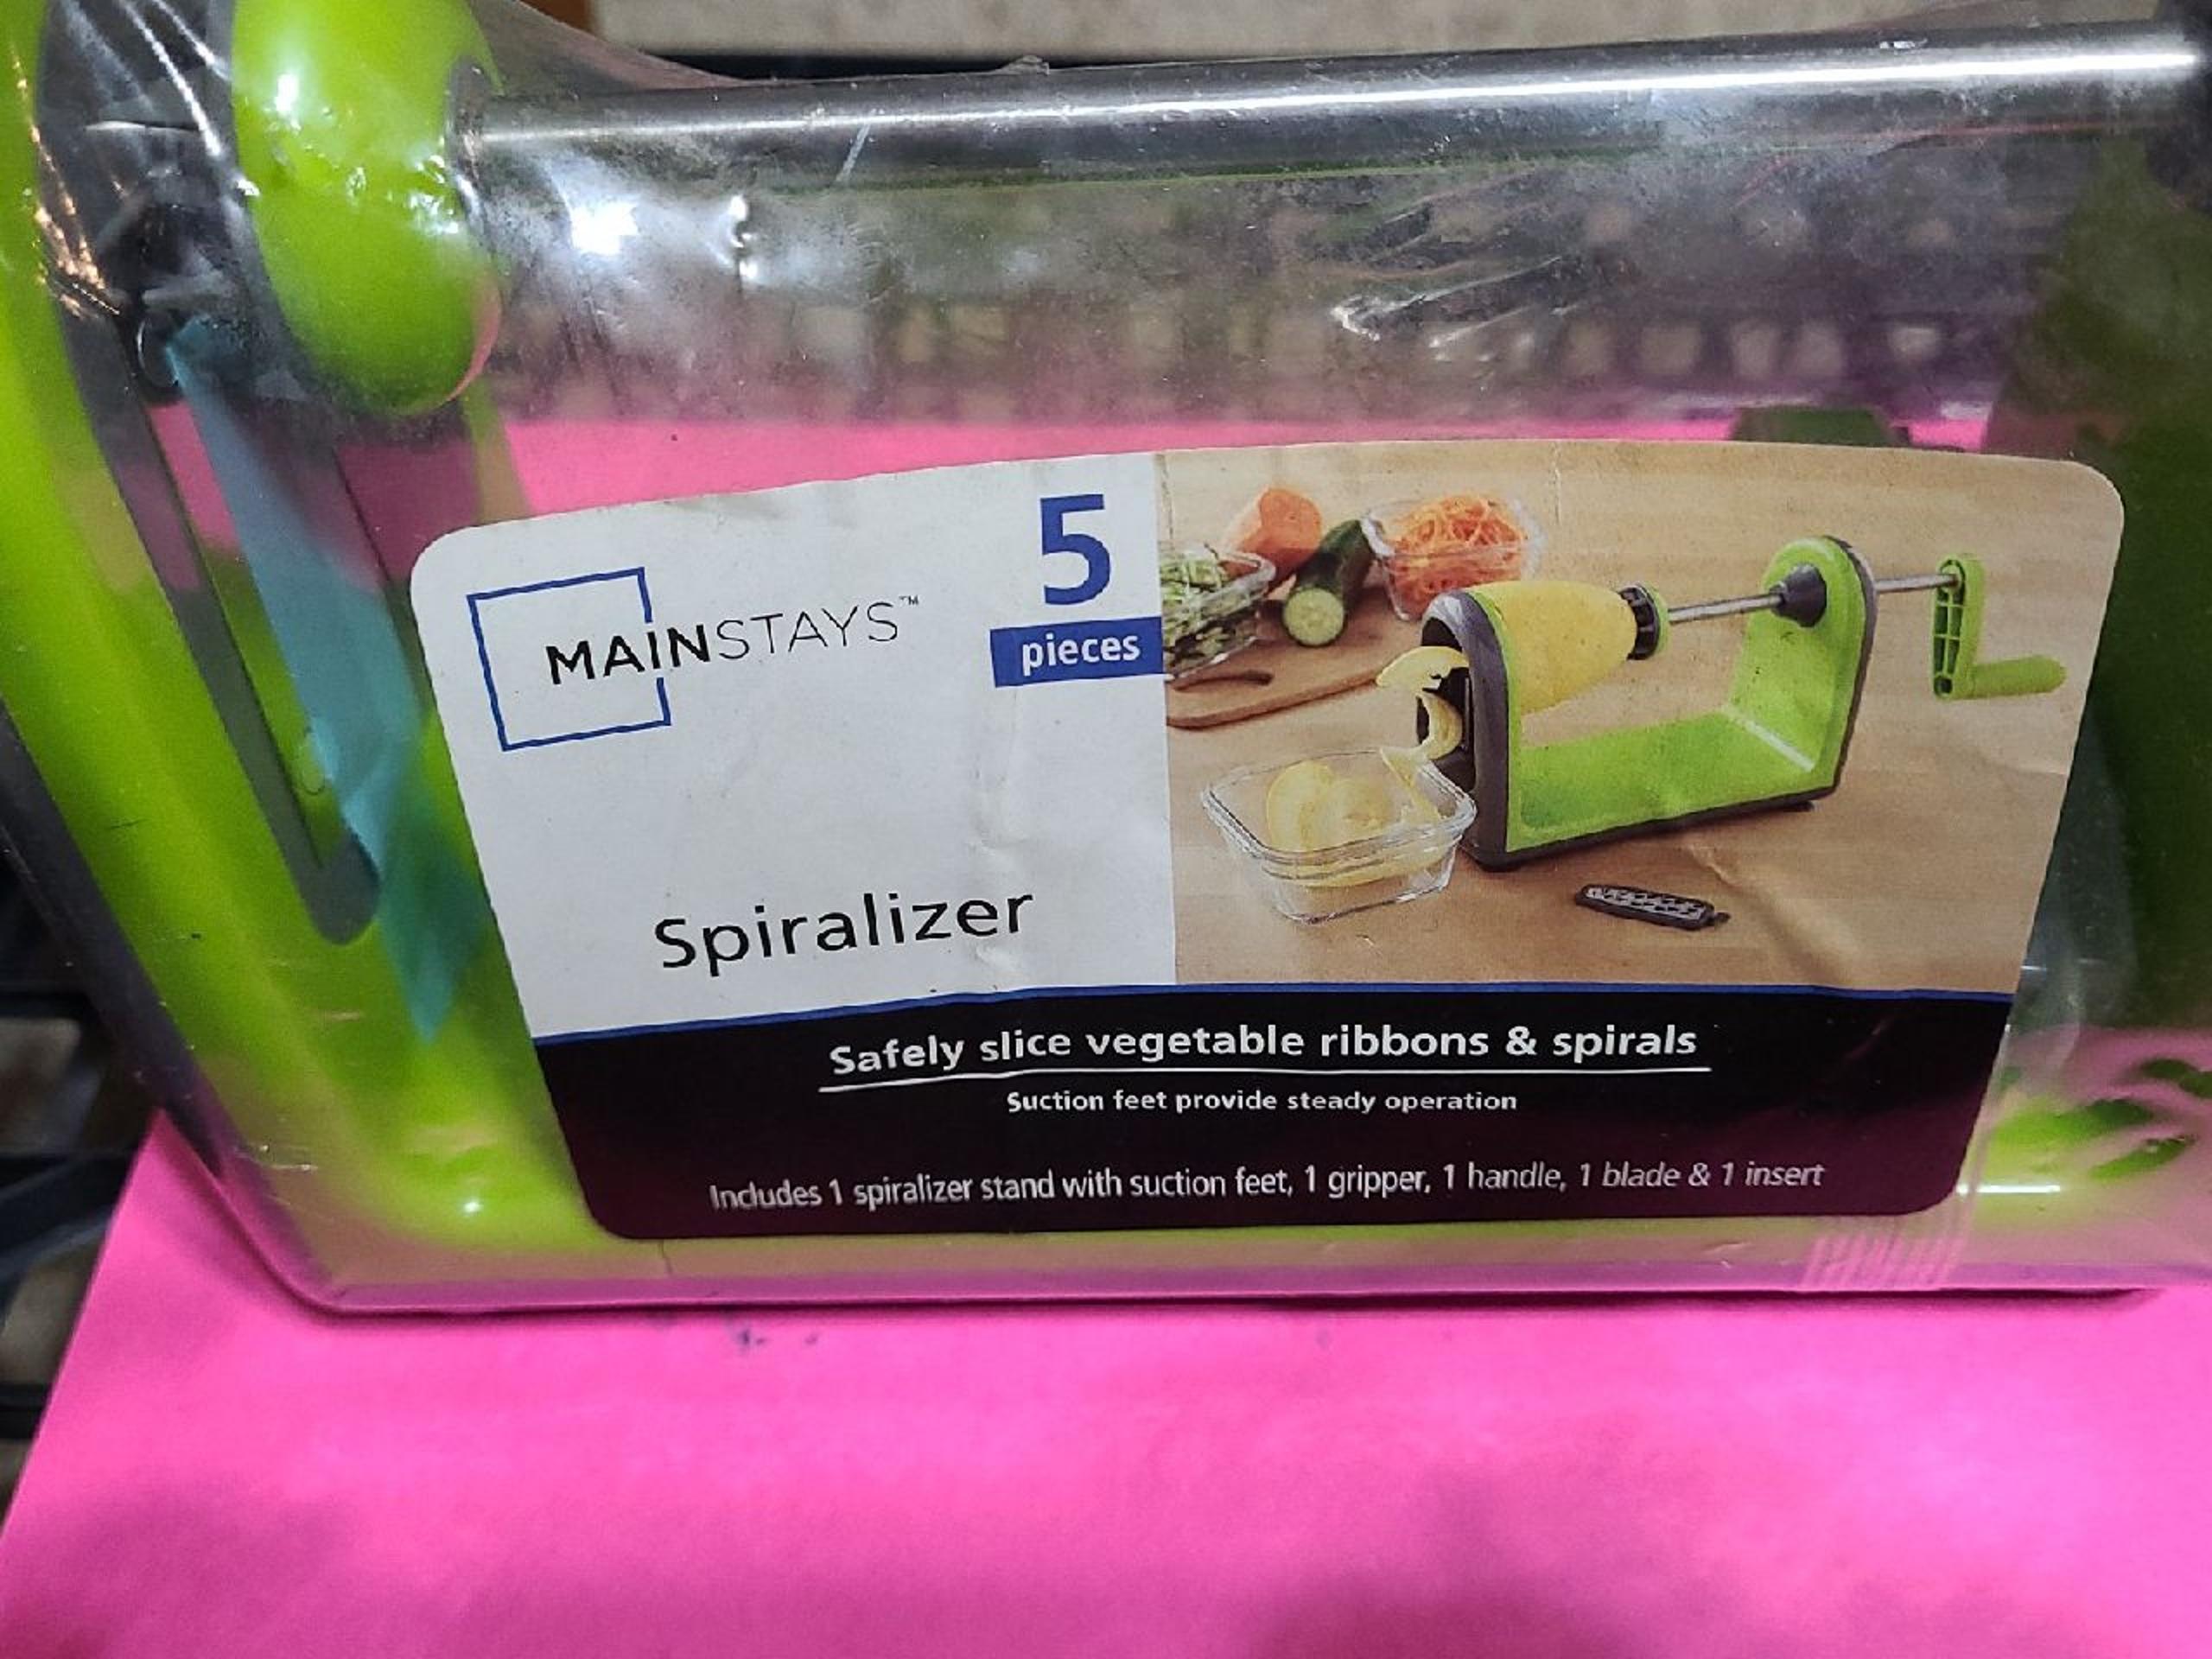 MAINSTAYS™
5
pieces
Spiralizer
Safely slice vegetable ribbons & spirals
Suction feet provide steady operation
Includes 1 spiralizer stand with suction feet, 1 gripper, 1 handle, 1 blade & 1 insert